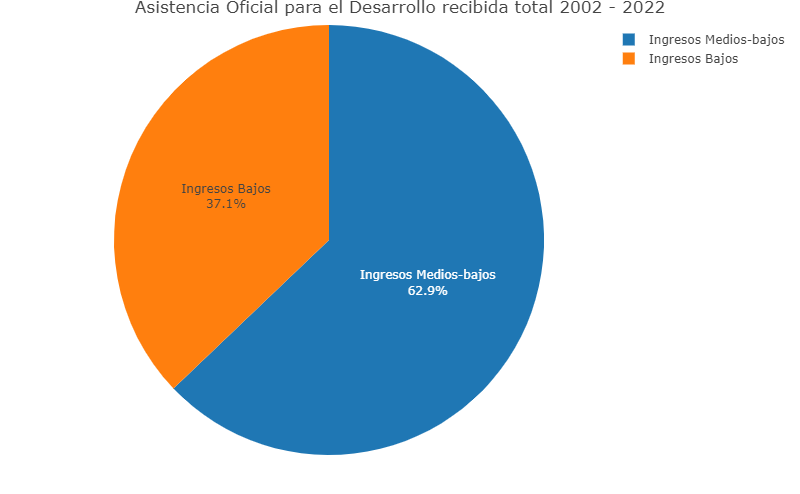 Asistencia Oficial para el Desarrollo recibida total 2002 - 2022
Ingresos Medios-bajos
Ingresos Bajos
Ingresos Bajos
37.1%
Ingresos Medios-bajos
62.9%